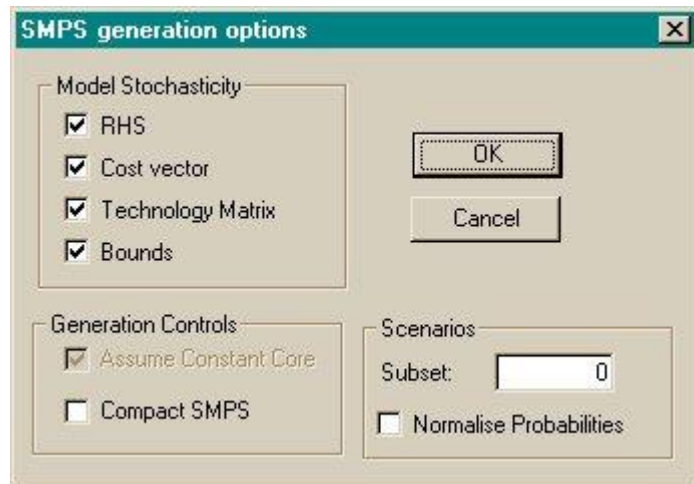 SMPS generation options
Model Stochasticity
RHS
Cost vector
Technology Matrix
Bounds
OK
Cancel
Generation Controls
Assume Constant Core
Compact SMPS
Scenarios
Subset: 0
Normalise Probabilities